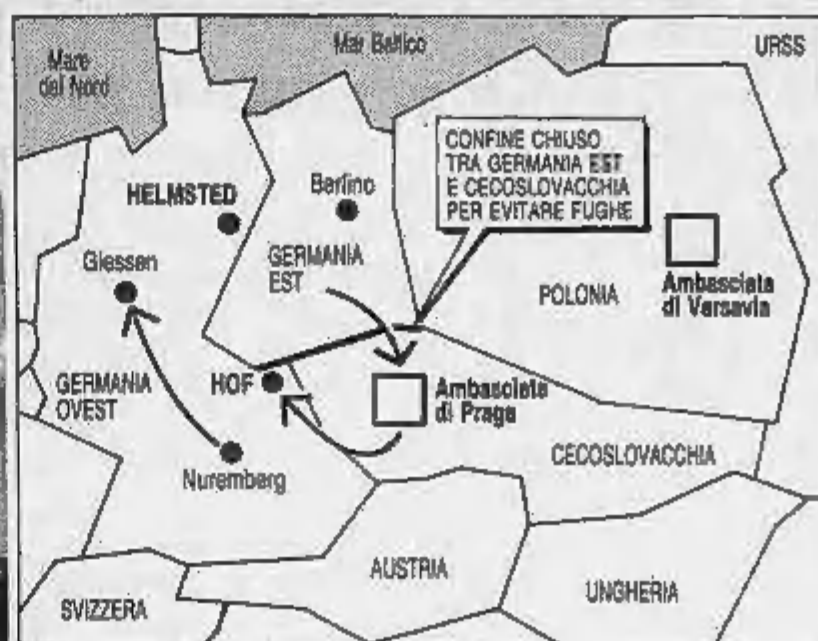 Mare
del Nord
Mar Baltico
URSS
CONFINE CHIUSO
TRA GERMANIA EST
E CECOSLOVACCHIA
PER EVITARE FUGHE
HELMSTED
Berlino
Giessen
GERMANIA
EST
POLONIA
Ambasciata
di Varsavia
GERMANIA
OVEST
HOF
Ambasciata
di Praga
Nuremberg
CECOSLOVACCHIA
AUSTRIA
UNGHERIA
SVIZZERA